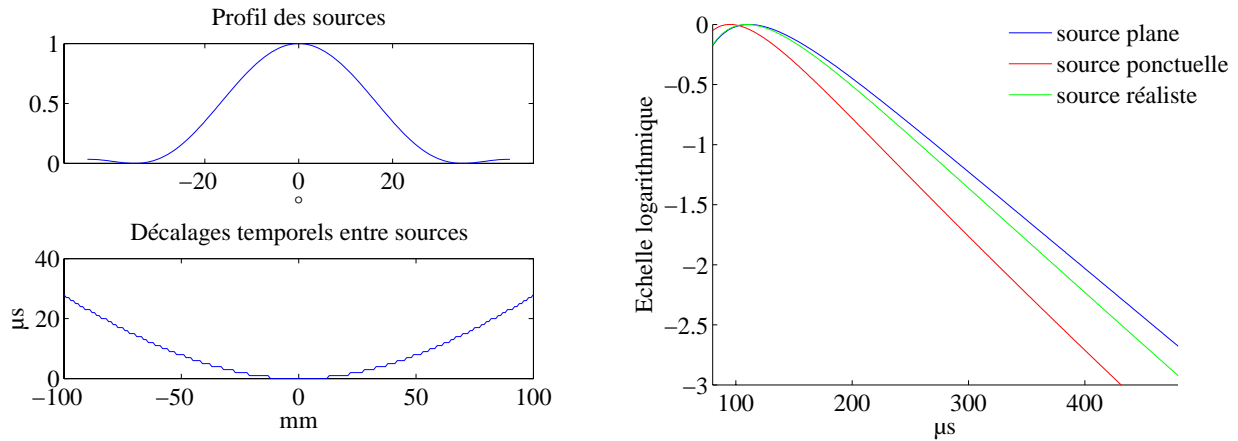 Profil des sources
1
0.5
0
−20
0
20
°
Décalages temporels entre sources
40
20
0
µs
−100
−50
0
50
100
mm
0
−0.5
−1
−1.5
−2
−2.5
−3
Echelle logarithmique
100
200
300
400
µs
source plane
source ponctuelle
source réaliste